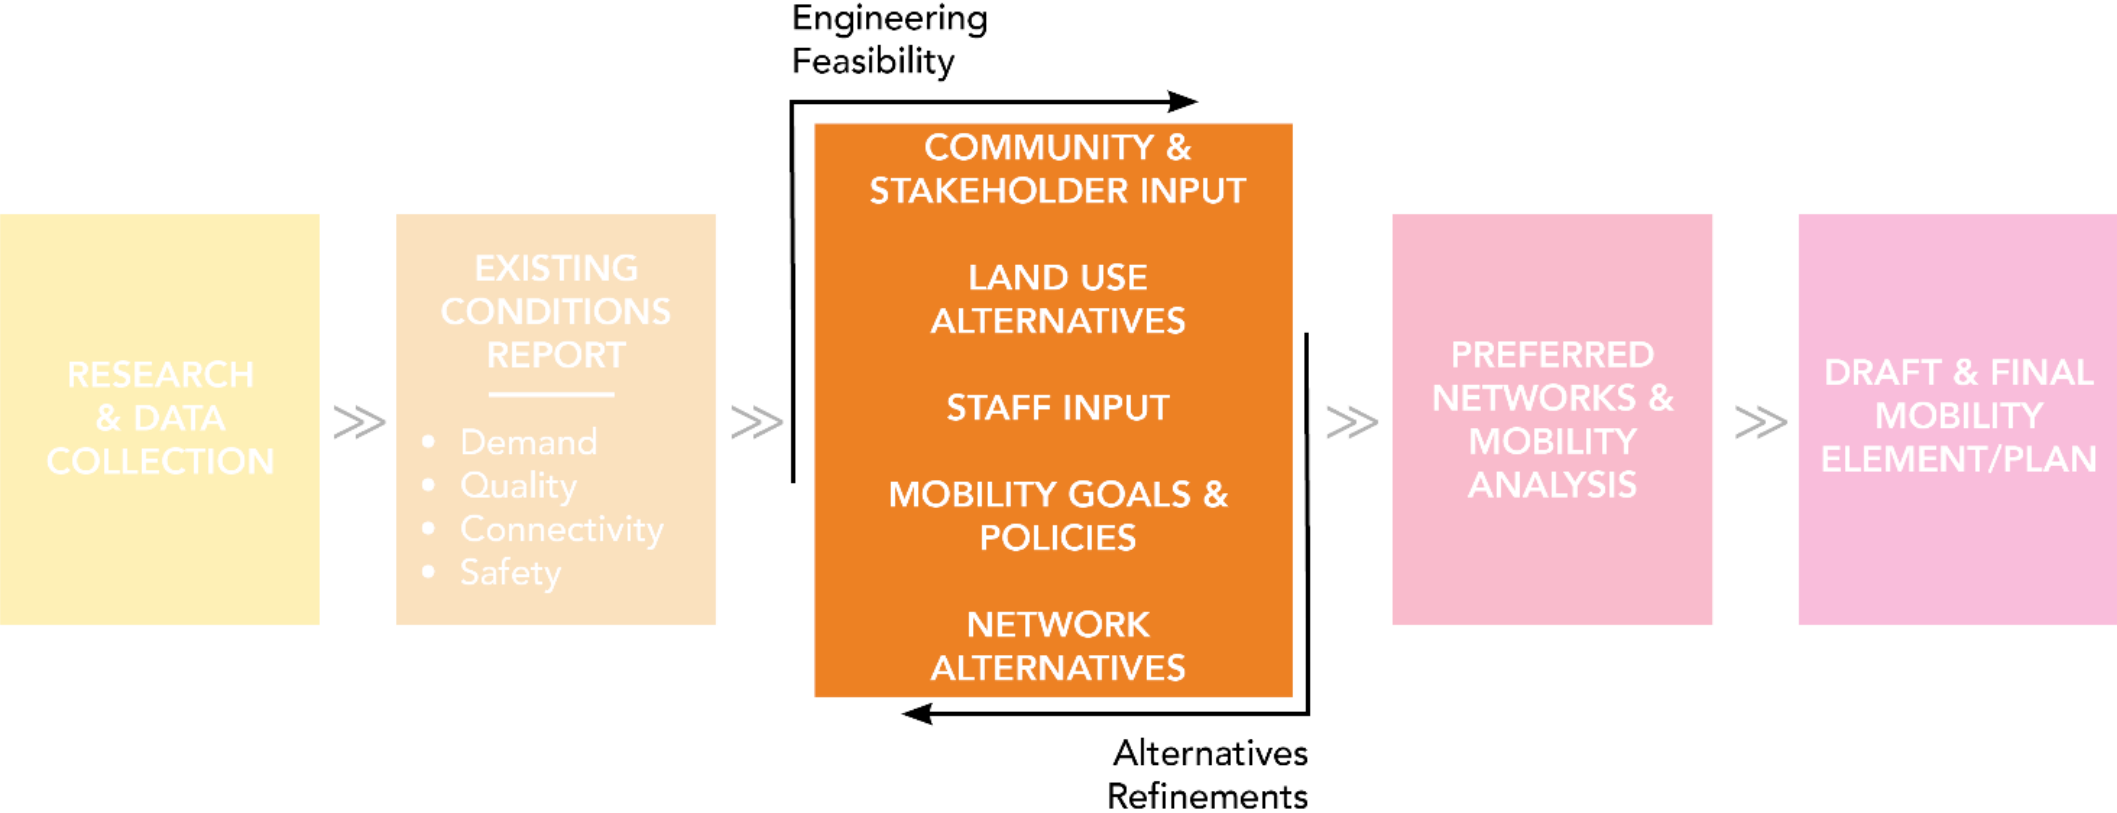 Engineering
Feasibility
RESEARCH
& DATA
COLLECTION
EXISTING
CONDITIONS
REPORT
• Demand
• Quality
• Connectivity
• Safety
COMMUNITY &
STAKEHOLDER INPUT
LAND USE
ALTERNATIVES
STAFF INPUT
MOBILITY GOALS &
POLICIES
NETWORK
ALTERNATIVES
Alternatives
Refinements
PREFERRED
NETWORKS &
MOBILITY
ANALYSIS
DRAFT & FINAL
MOBILITY
ELEMENT/PLAN